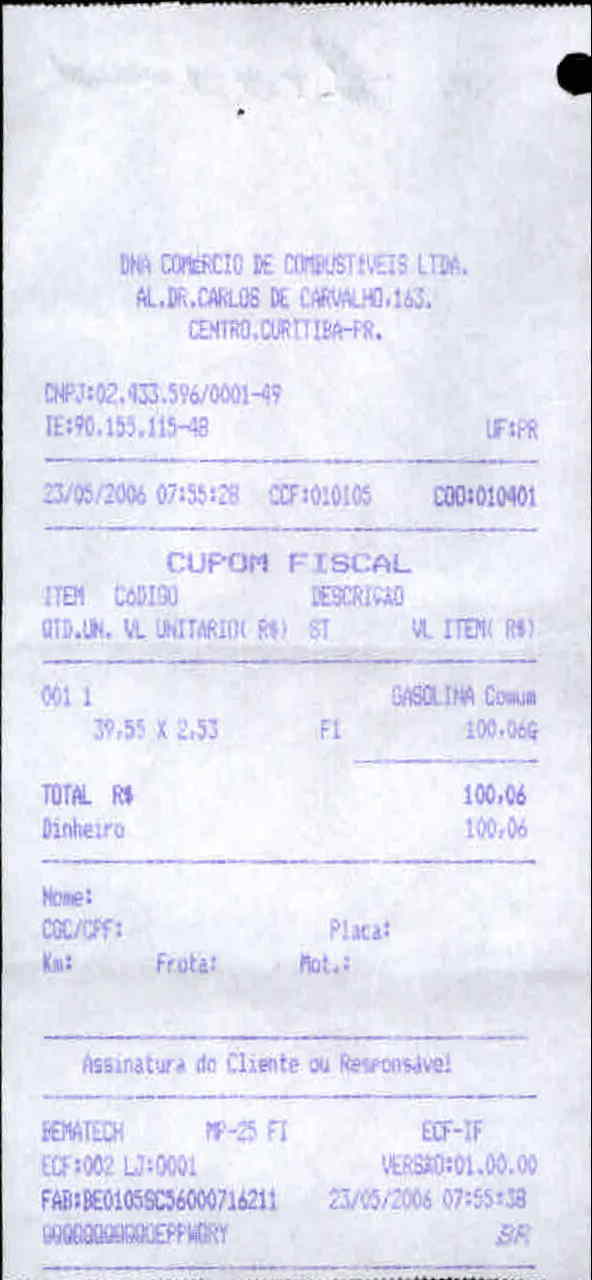 DNA COMERCIO DE COMBUSTíVEIS LTDA.
AL.DR.CARLOS DE CARVALHO,163.
CENTRO.CURITIBA-PR.
CNPJ:02.433.596/0001-49
IE:90.155.115-48 UF:PR
23/05/2006 07:55:28 CCF:010105 COO:010401
CUPOM FISCAL
ITEM CóDIGO DESCRIÇAO
QTD.UN. VL UNITARIO( R$) ST VL ITEM( R$)
001 1 GASOLINA Comum
39,55 X 2,53 F1 100,06G
TOTAL R$ 100,06
Dinheiro 100,06
Nome:
CGC/CPF: Placa:
Km: Frota: Mot.:
Assinatura do Cliente ou Responsável
BEMATECH MP-25 FI ECF-IF
ECF:002 LJ:0001 VERSÃO:01.00.00
FAB:BE0105SC56000716211 23/05/2006 07:55:38
BR